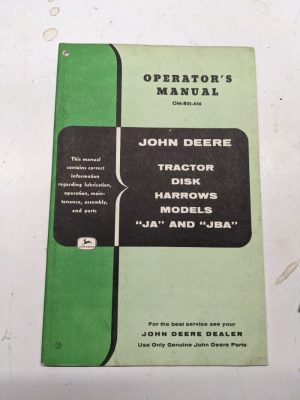 OPERATOR'S
MANUAL
JOHN DEERE
This manual
contains correct
information
regarding lubrication,
operation, main-
tenance, assembly,
and parts
TRACTOR
DISK
HARROWS
MODELS
"JA" AND "JBA"
For the best service see your
JOHN DEERE DEALER
Use Only Genuine John Deere Parts